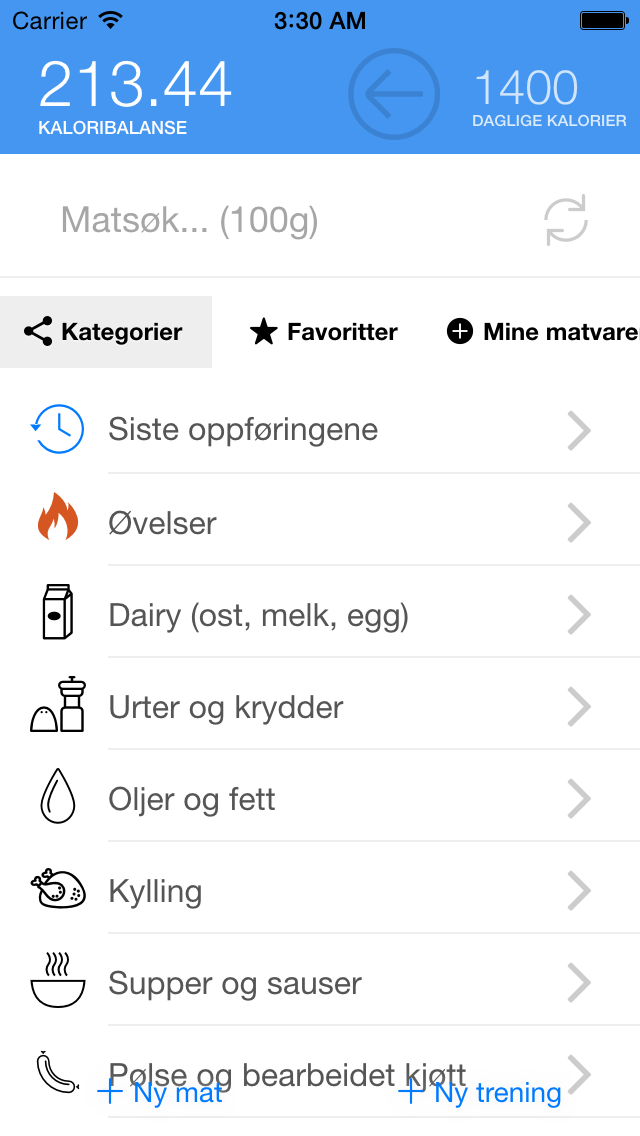 Carrier 3:30 AM
213.44 1400
KALORIBALANSE DAGLIGE KALORIER
Matsøk... (100g)
Kategorier Favoritter Mine matvare
Siste oppføringene
Øvelser
Dairy (ost, melk, egg)
Urter og krydder
Oljer og fett
Kylling
Supper og sauser
Pølse og bearbeidet kjøtt
Ny mat Ny trening